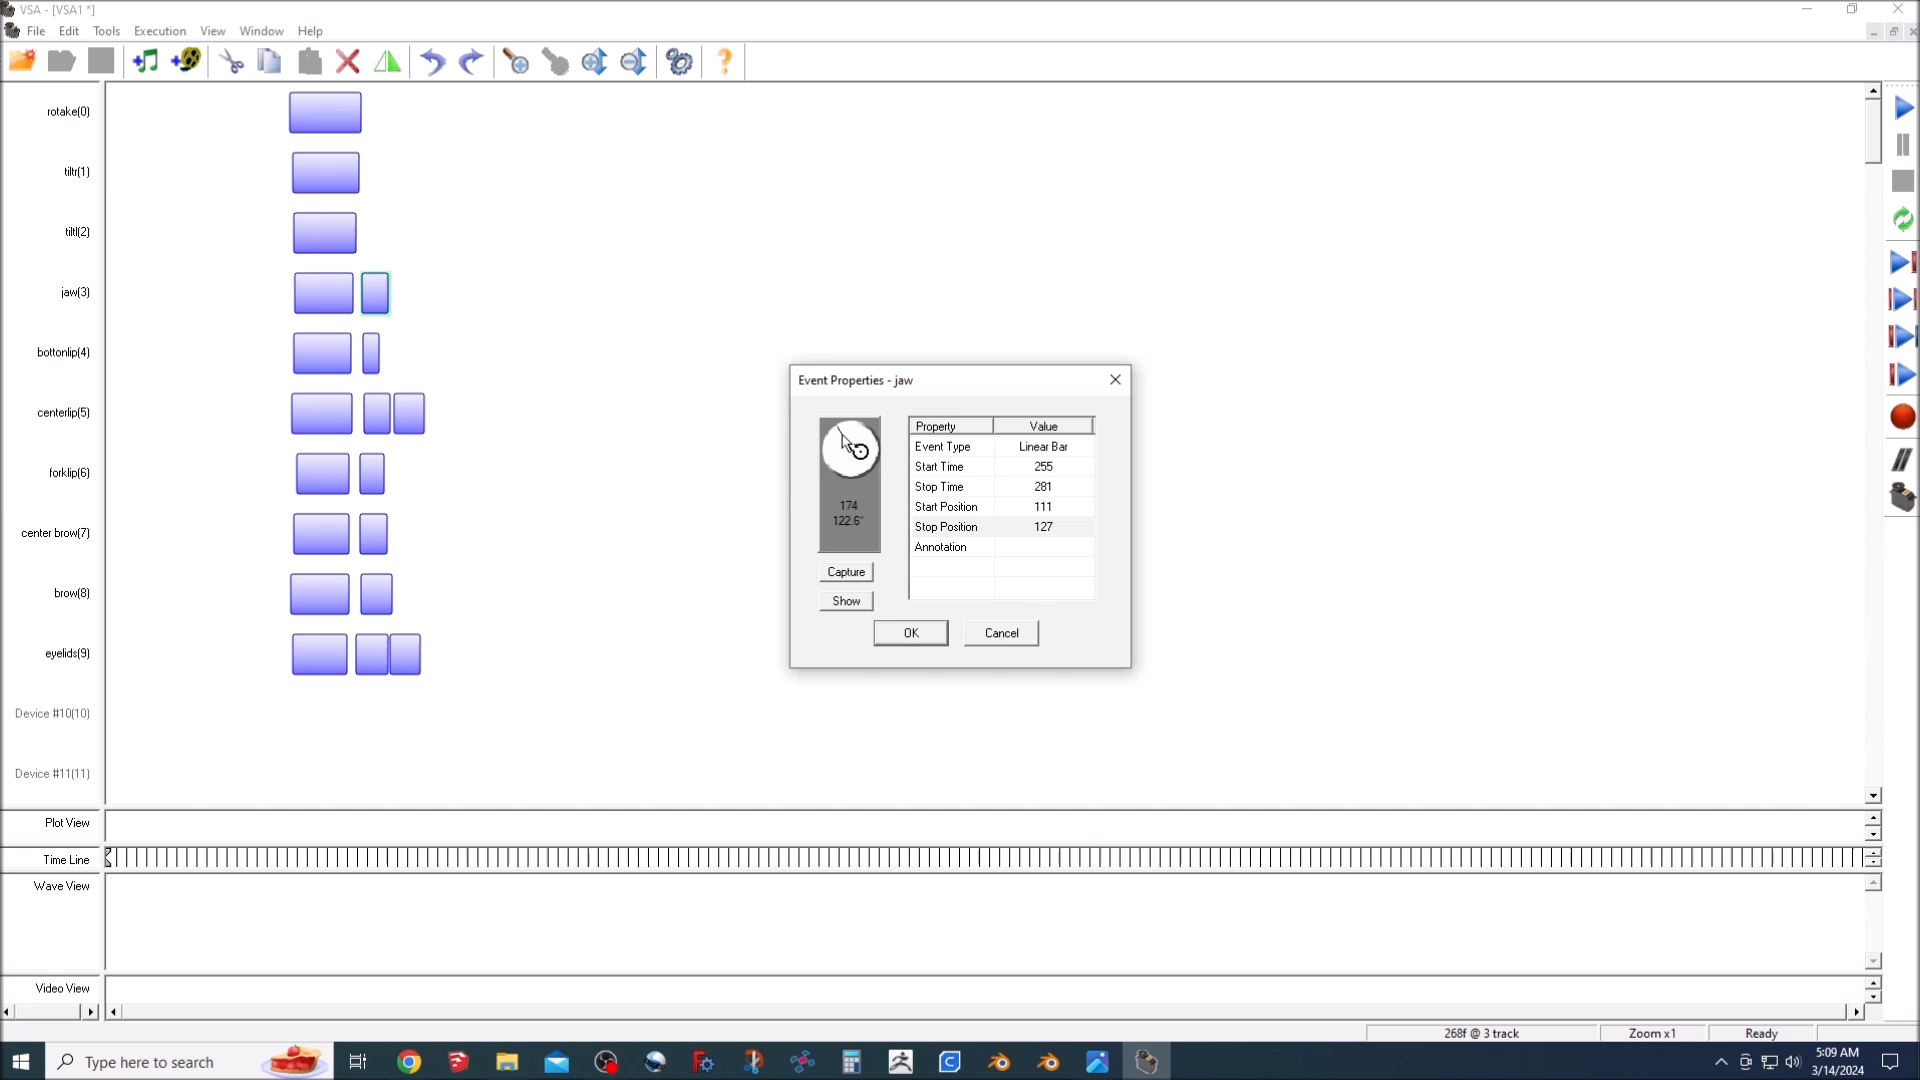 VSA - [VSA1 *]
File Edit Tools Execution View Window Help
rotake(0)
tiltr(1)
tiltl(2)
jaw(3)
bottonlip(4)
centerlip(5)
forklip(6)
center brow(7)
brow(8)
eyelids(9)
Device #10(10)
Device #11(11)
Event Properties - jaw
Property Value
Event Type Linear Bar
Start Time 255
Stop Time 281
Start Position 111
Stop Position 127
Annotation
174
122.6°
Capture
Show
OK Cancel
Plot View
Time Line
Wave View
Video View
268f @ 3 track Zoom x1 Ready
Type here to search
5:09 AM
3/14/2024